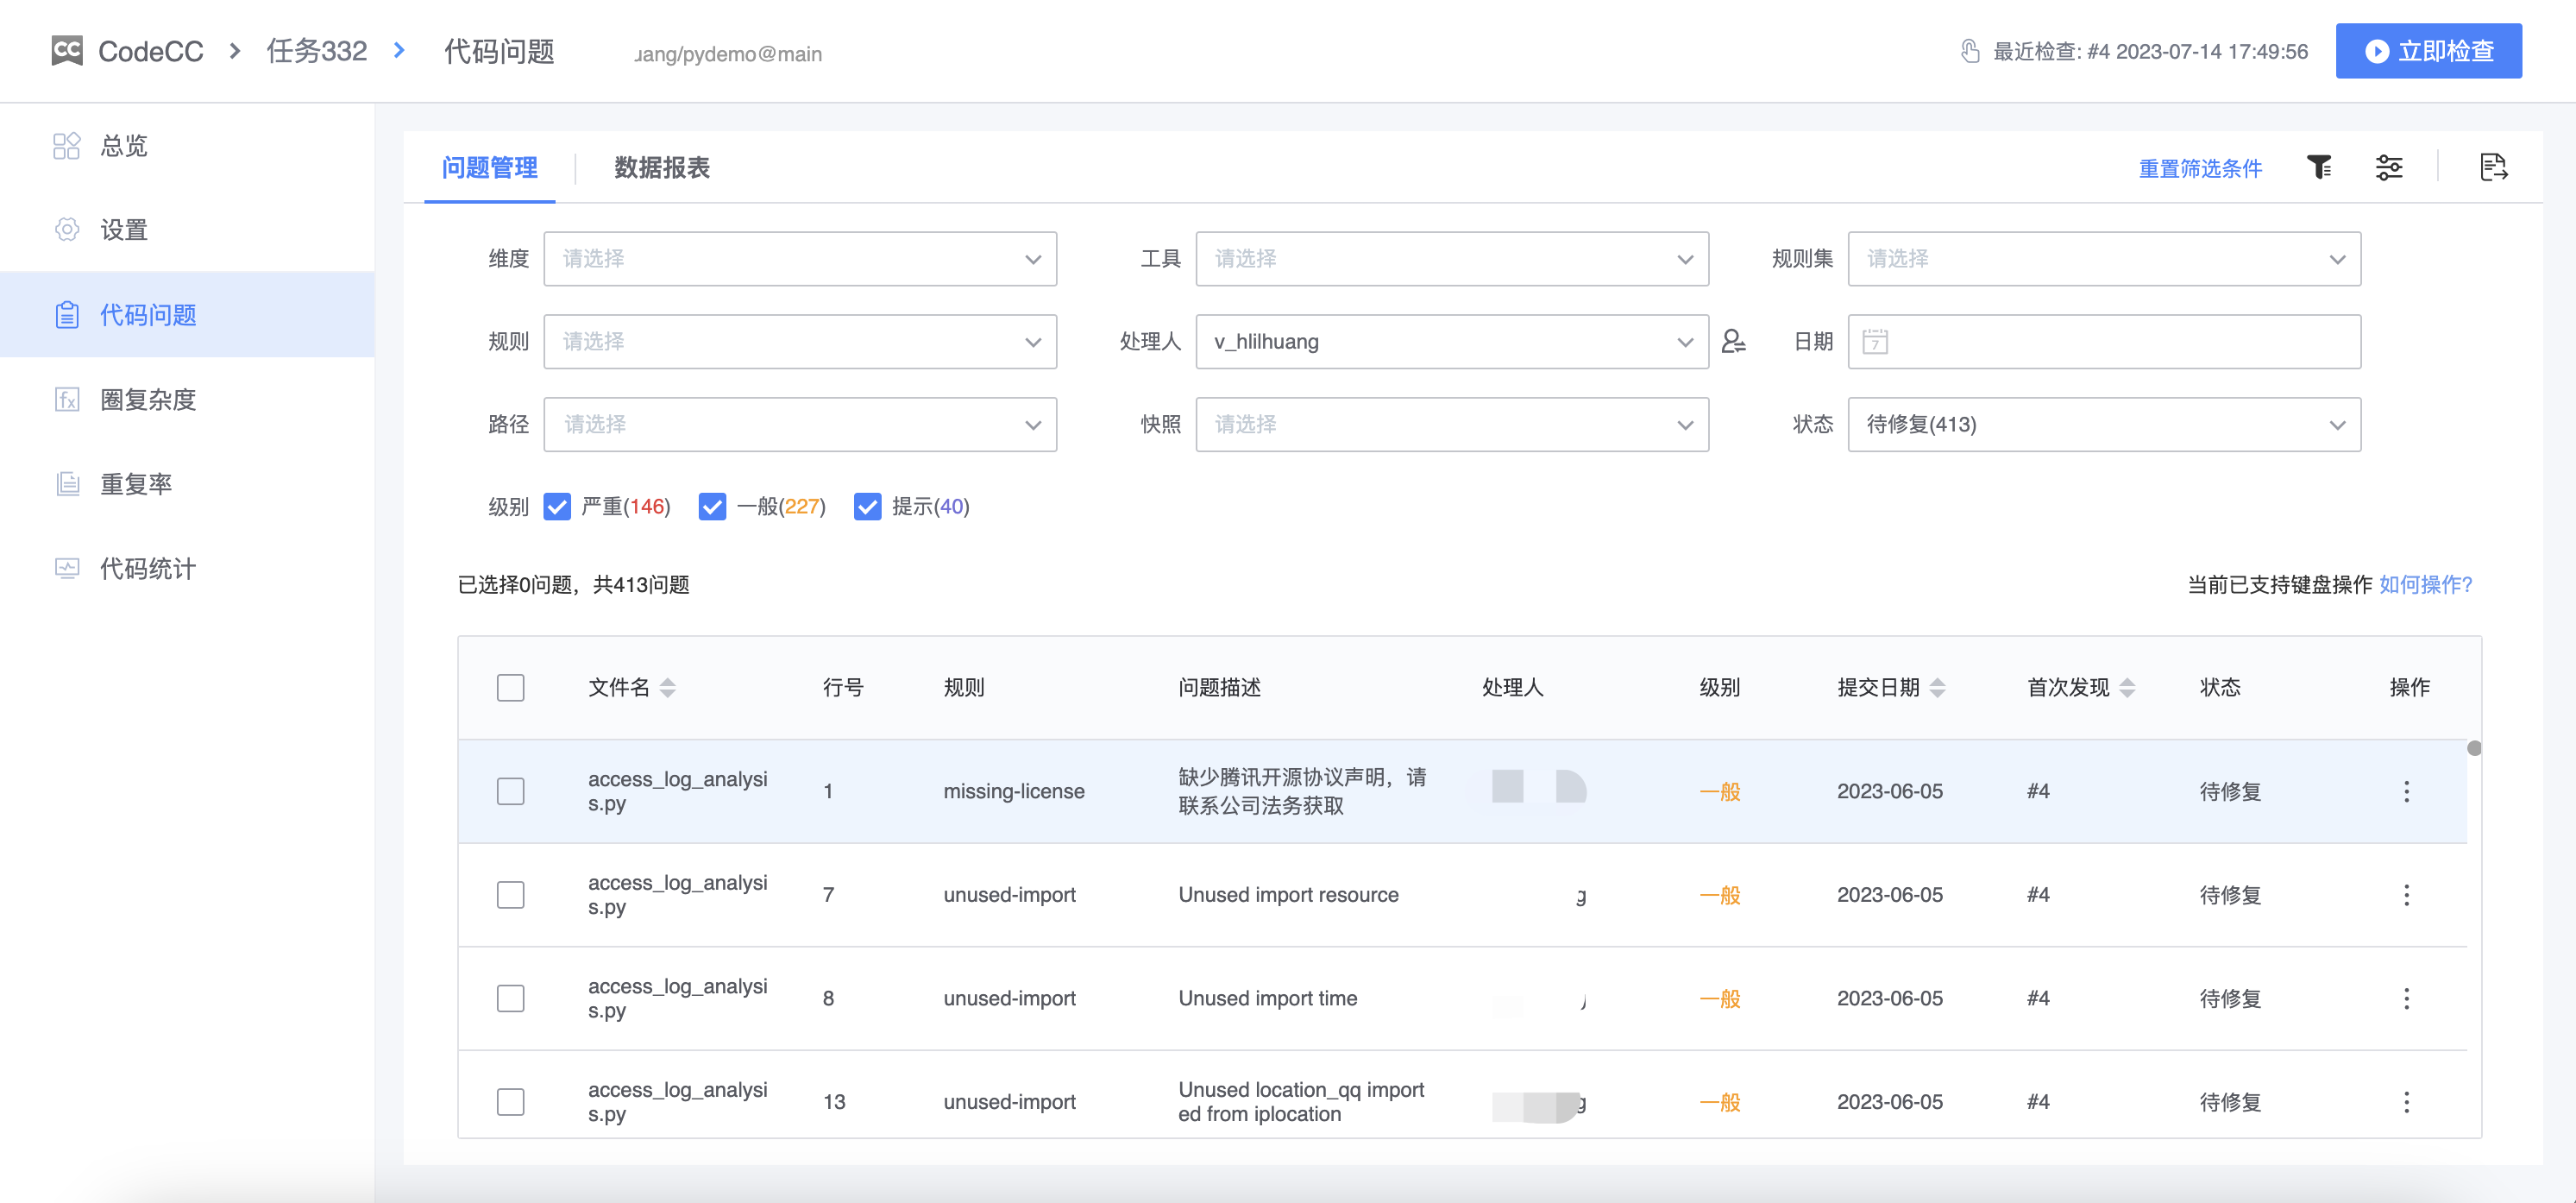 CodeCC > 任务332 > 代码问题 /pydemo@main
最近检查: #4 2023-07-14 17:49:56 立即检查
总览
设置
代码问题
圈复杂度
重复率
代码统计
问题管理 数据报表 重置筛选条件
维度 请选择 工具 请选择 规则集 请选择
规则 请选择 处理人 v_hlilhuang 日期 7
路径 请选择 快照 请选择 状态 待修复(413)
级别 严重(146) 一般(227) 提示(40)
已选择0问题，共413问题 当前已支持键盘操作 如何操作?
文件名 行号 规则 问题描述 处理人 级别 提交日期 首次发现 状态 操作
access_log_analysi
s.py
1 missing-license
缺少腾讯开源协议声明，请
联系公司法务获取
一般 2023-06-05 #4 待修复
access_log_analysi
s.py
7 unused-import Unused import resource 一般 2023-06-05 #4 待修复
access_log_analysi
s.py
8 unused-import Unused import time 一般 2023-06-05 #4 待修复
access_log_analysi
s.py
13 unused-import
Unused location_qq import
ed from iplocation
一般 2023-06-05 #4 待修复